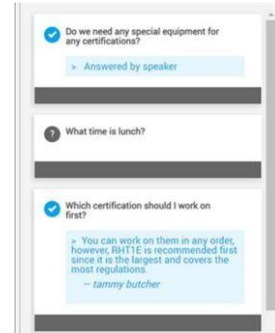 Do we need any special equipment for
any certifications?
> Answered by speaker
? What time is lunch?
Which certification should I work on
first?
> You can work on them in any order,
however, RHT1E is recommended first
since it is the largest and covers the
most regulations.
– tammy butcher